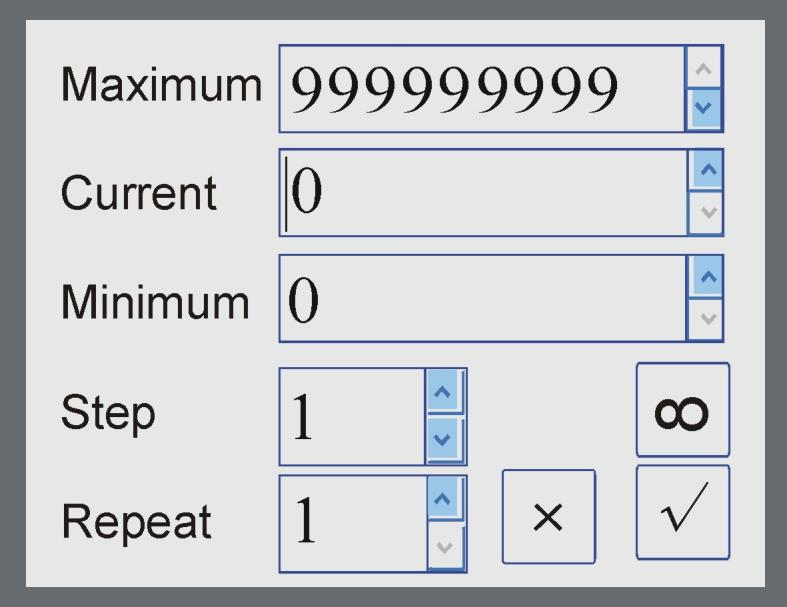 Maximum 999999999
Current 0
Minimum 0
Step 1 ∞
Repeat 1 × √